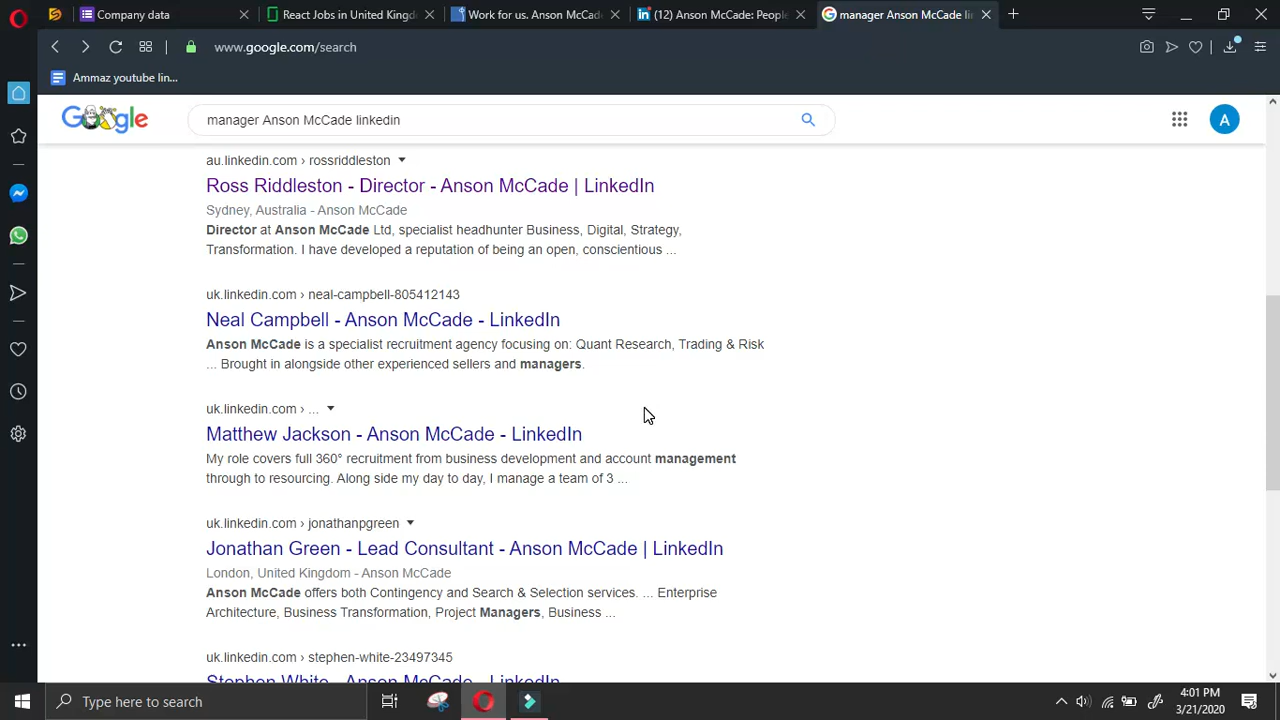 Company data
React Jobs in United Kingd
Work for us. Anson McCade
(12) Anson McCade: People
manager Anson McCade li
www.google.com/search
Ammaz youtube lin...
Google
manager Anson McCade linkedin
A
au.linkedin.com › rossriddleston
Ross Riddleston - Director - Anson McCade | LinkedIn
Sydney, Australia - Anson McCade
Director at Anson McCade Ltd, specialist headhunter Business, Digital, Strategy,
Transformation. I have developed a reputation of being an open, conscientious ...
uk.linkedin.com › neal-campbell-805412143
Neal Campbell - Anson McCade - LinkedIn
Anson McCade is a specialist recruitment agency focusing on: Quant Research, Trading & Risk
... Brought in alongside other experienced sellers and managers.
uk.linkedin.com › ...
Matthew Jackson - Anson McCade - LinkedIn
My role covers full 360° recruitment from business development and account management
through to resourcing. Along side my day to day, I manage a team of 3 ...
uk.linkedin.com › jonathanpgreen
Jonathan Green - Lead Consultant - Anson McCade | LinkedIn
London, United Kingdom - Anson McCade
Anson McCade offers both Contingency and Search & Selection services. ... Enterprise
Architecture, Business Transformation, Project Managers, Business ...
uk.linkedin.com › stephen-white-23497345
Stephen White - Anson McCade - LinkedIn
Type here to search
4:01 PM
3/21/2020